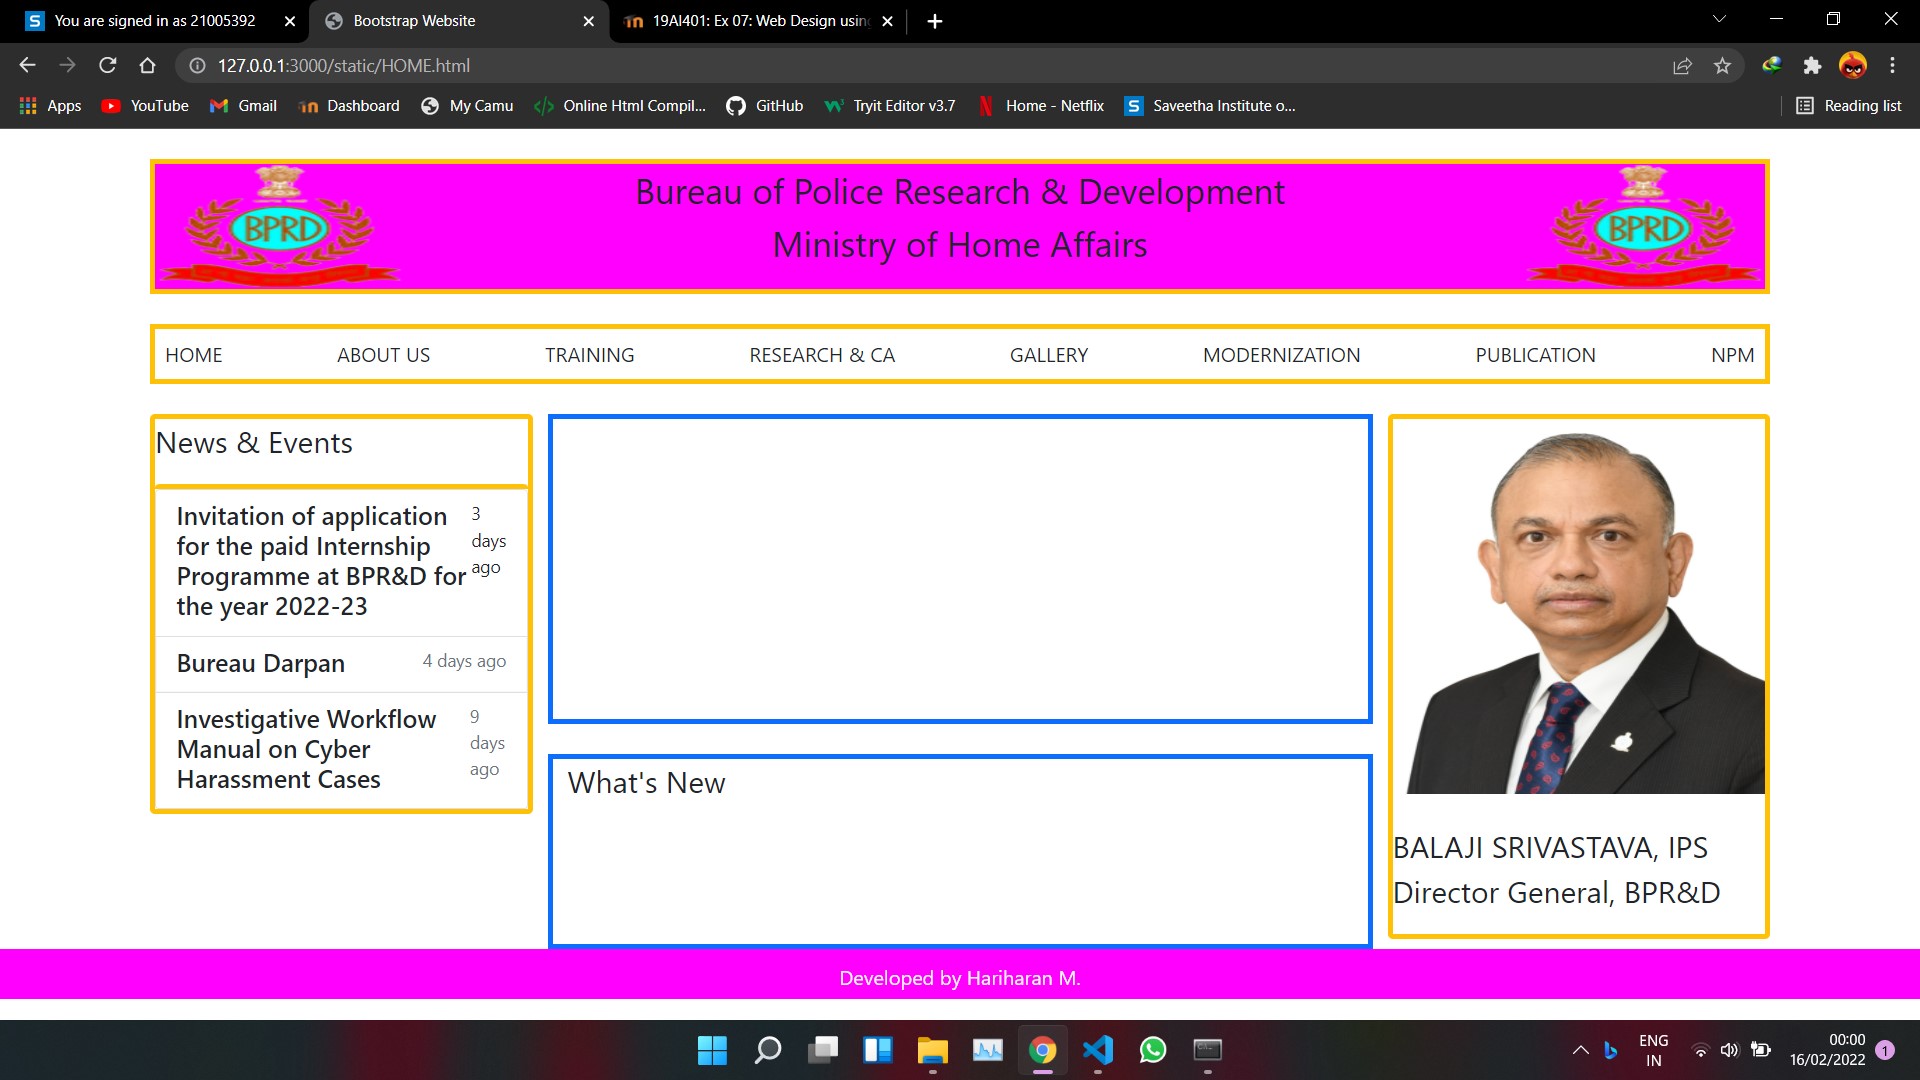 You are signed in as 21005392
Bootstrap Website
19AI401: Ex 07: Web Design usin
127.0.0.1:3000/static/HOME.html
Apps
YouTube
Gmail
Dashboard
My Camu
Online Html Compil...
GitHub
Tryit Editor v3.7
Home - Netflix
Saveetha Institute o...
Reading list
BPRD
Bureau of Police Research & Development
Ministry of Home Affairs
BPRD
HOME
ABOUT US
TRAINING
RESEARCH & CA
GALLERY
MODERNIZATION
PUBLICATION
NPM
News & Events
Invitation of application
for the paid Internship
Programme at BPR&D for
the year 2022-23
3
days
ago
Bureau Darpan
4 days ago
Investigative Workflow
Manual on Cyber
Harassment Cases
9
days
ago
What's New
BALAJI SRIVASTAVA, IPS
Director General, BPR&D
Developed by Hariharan M.
ENG
IN
00:00
16/02/2022
1